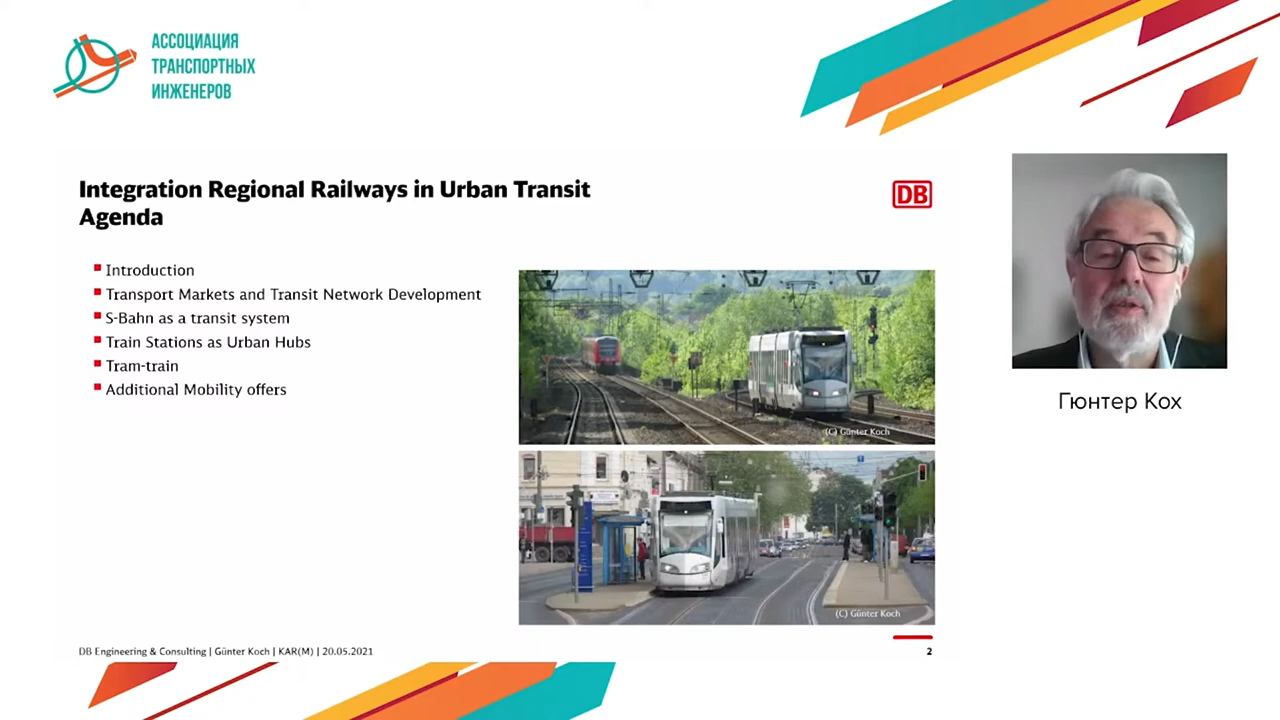 АССОЦИАЦИЯ
ТРАНСПОРТНЫХ
ИНЖЕНЕРОВ
Integration Regional Railways in Urban Transit
Agenda
DB
Introduction
Transport Markets and Transit Network Development
S-Bahn as a transit system
Train Stations as Urban Hubs
Tram-train
Additional Mobility offers
(C) Günter Koch
(C) Günter Koch
Гюнтер Кох
DB Engineering & Consulting | Günter Koch | KAR(M) | 20.05.2021
2